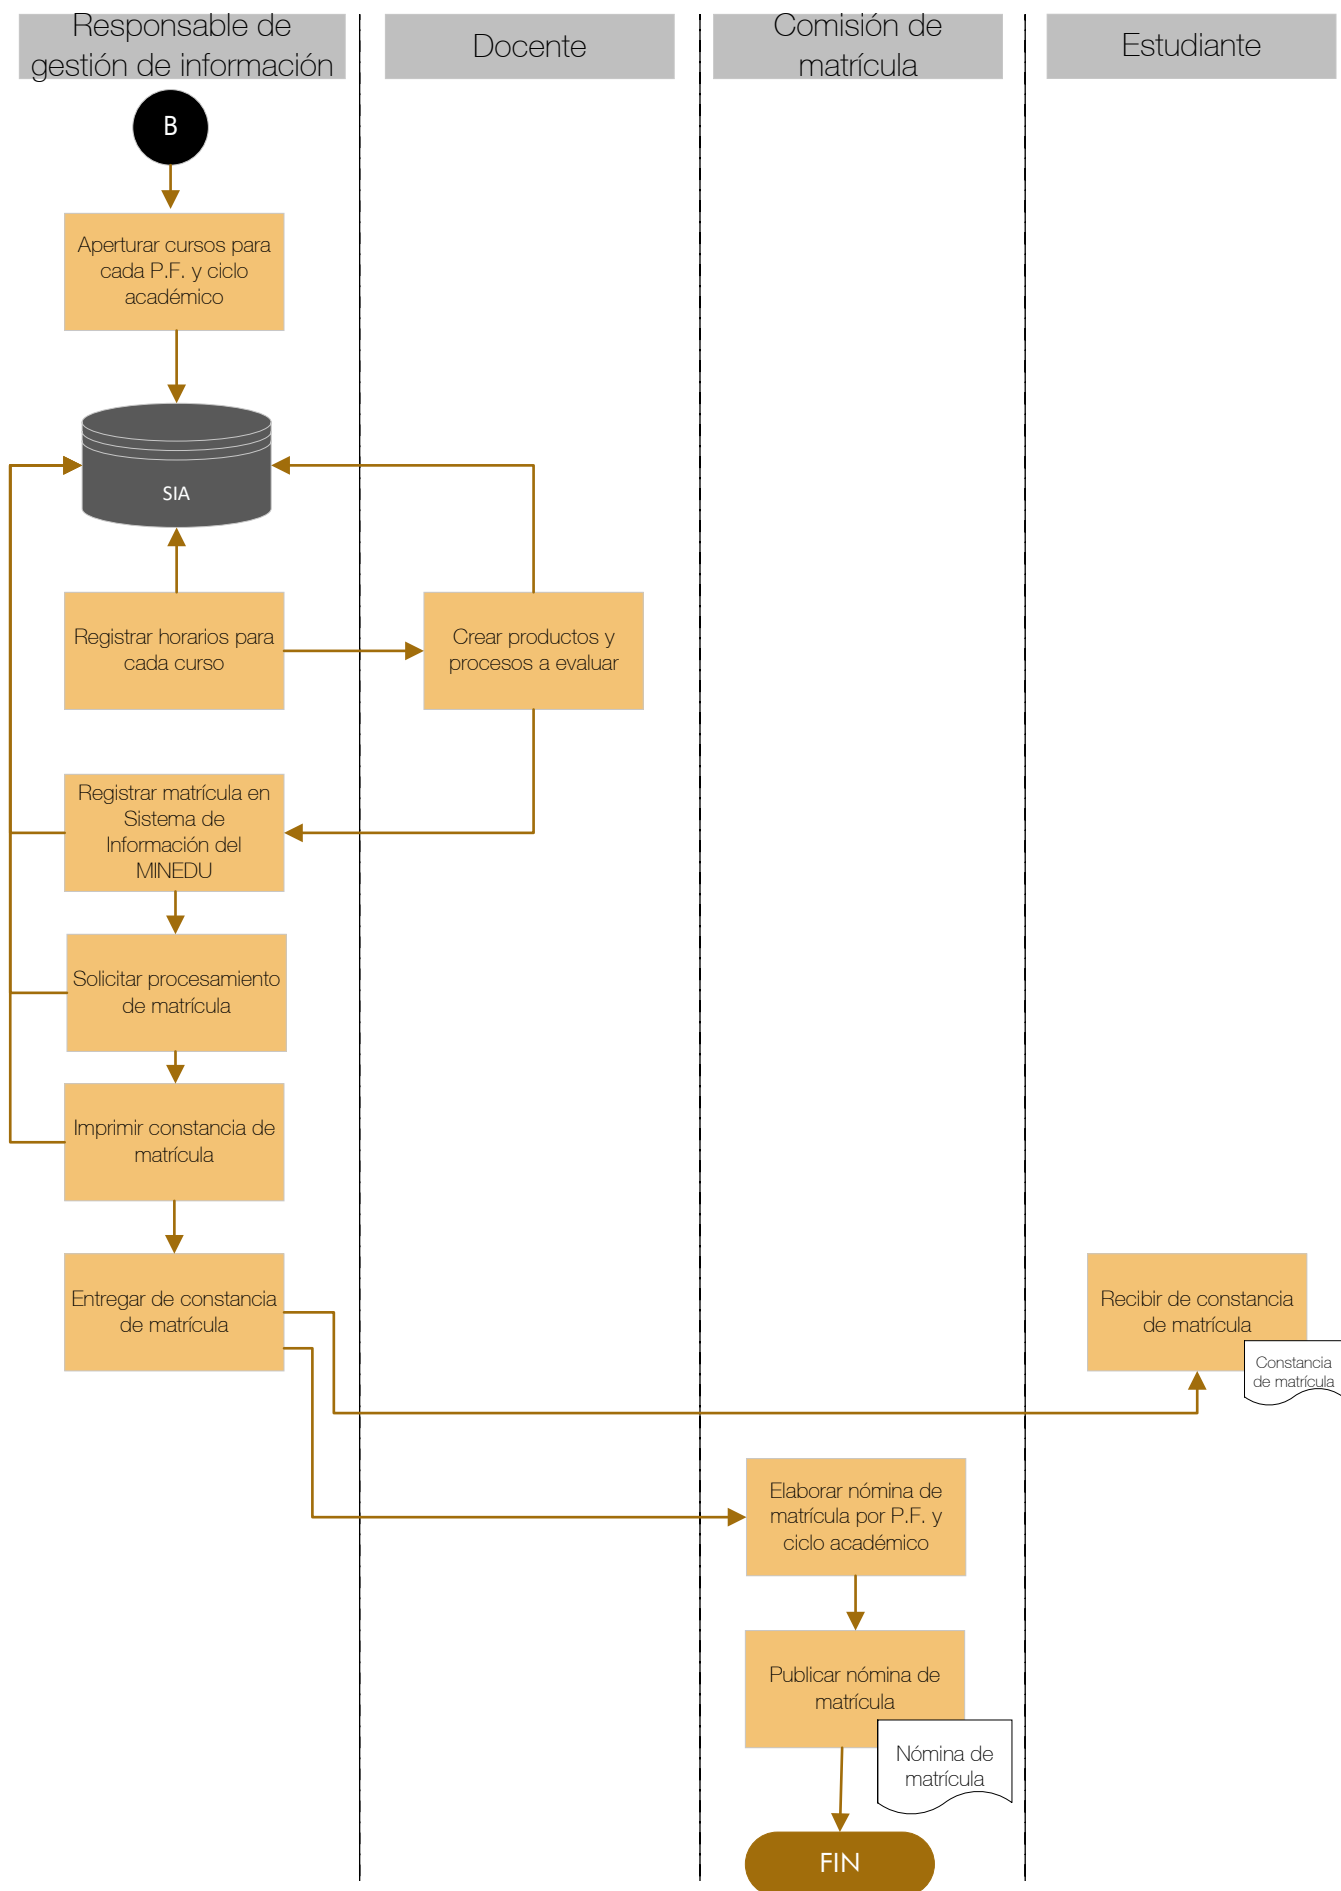 Responsable de
gestión de información
Docente
Comisión de
matrícula
Estudiante
B
Aperturar cursos para
cada P.F. y ciclo
académico
SIA
Registrar horarios para
cada curso
Crear productos y
procesos a evaluar
Registrar matrícula en
Sistema de
Información del
MINEDU
Solicitar procesamiento
de matrícula
Imprimir constancia de
matrícula
Entregar de constancia
de matrícula
Recibir de constancia
de matrícula
Constancia
de matrícula
Elaborar nómina de
matrícula por P.F. y
ciclo académico
Publicar nómina de
matrícula
Nómina de
matrícula
FIN